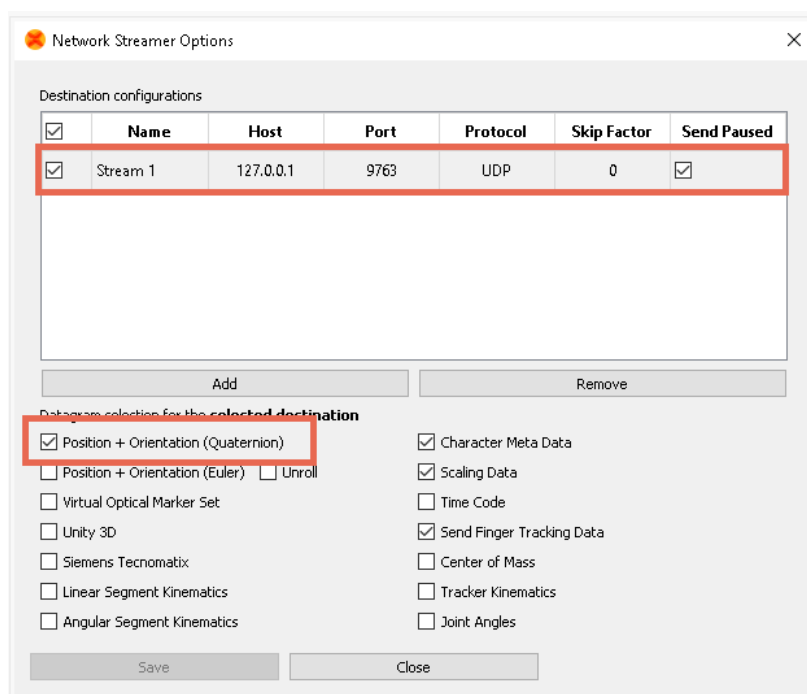 Network Streamer Options
Destination configurations
Name Host Port Protocol Skip Factor Send Paused
Stream 1 127.0.0.1 9763 UDP 0
Add Remove
Datagram selection for the selected destination
Position + Orientation (Quaternion) Character Meta Data
Position + Orientation (Euler) Unroll Scaling Data
Virtual Optical Marker Set Time Code
Unity 3D Send Finger Tracking Data
Siemens Tecnomatix Center of Mass
Linear Segment Kinematics Tracker Kinematics
Angular Segment Kinematics Joint Angles
Save Close